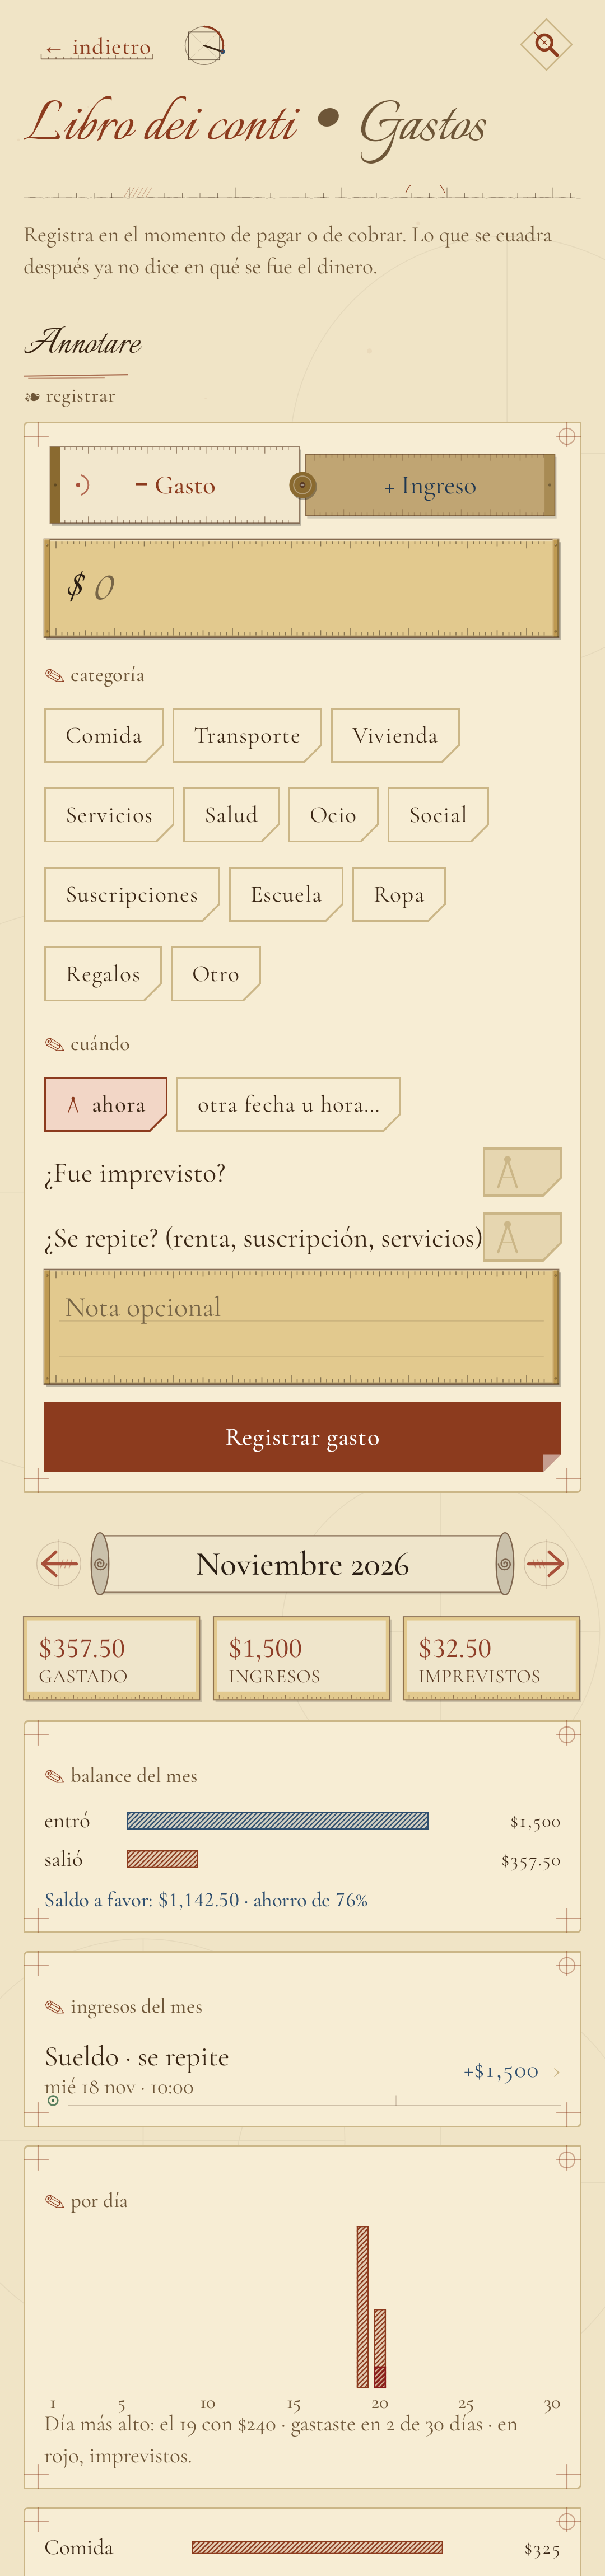 ← indietro
Libro dei conti • Gastos
Registra en el momento de pagar o de cobrar. Lo que se cuadra
después ya no dice en qué se fue el dinero.
Annotare
❧ registrar
− Gasto
+ Ingreso
$ 0
✎ categoría
Comida
Transporte
Vivienda
Servicios
Salud
Ocio
Social
Suscripciones
Escuela
Ropa
Regalos
Otro
✎ cuándo
ahora
otra fecha u hora...
¿Fue imprevisto?
¿Se repite? (renta, suscripción, servicios)
Nota opcional
Registrar gasto
Noviembre 2026
$357.50
GASTADO
$1,500
INGRESOS
$32.50
IMPREVISTOS
✎ balance del mes
entró
$1,500
salió
$357.50
Saldo a favor: $1,142.50 · ahorro de 76%
✎ ingresos del mes
Sueldo · se repite
mié 18 nov · 10:00
+$1,500 ›
✎ por día
1 5 10 15 20 25 30
Día más alto: el 19 con $240 · gastaste en 2 de 30 días · en
rojo, imprevistos.
Comida
$325